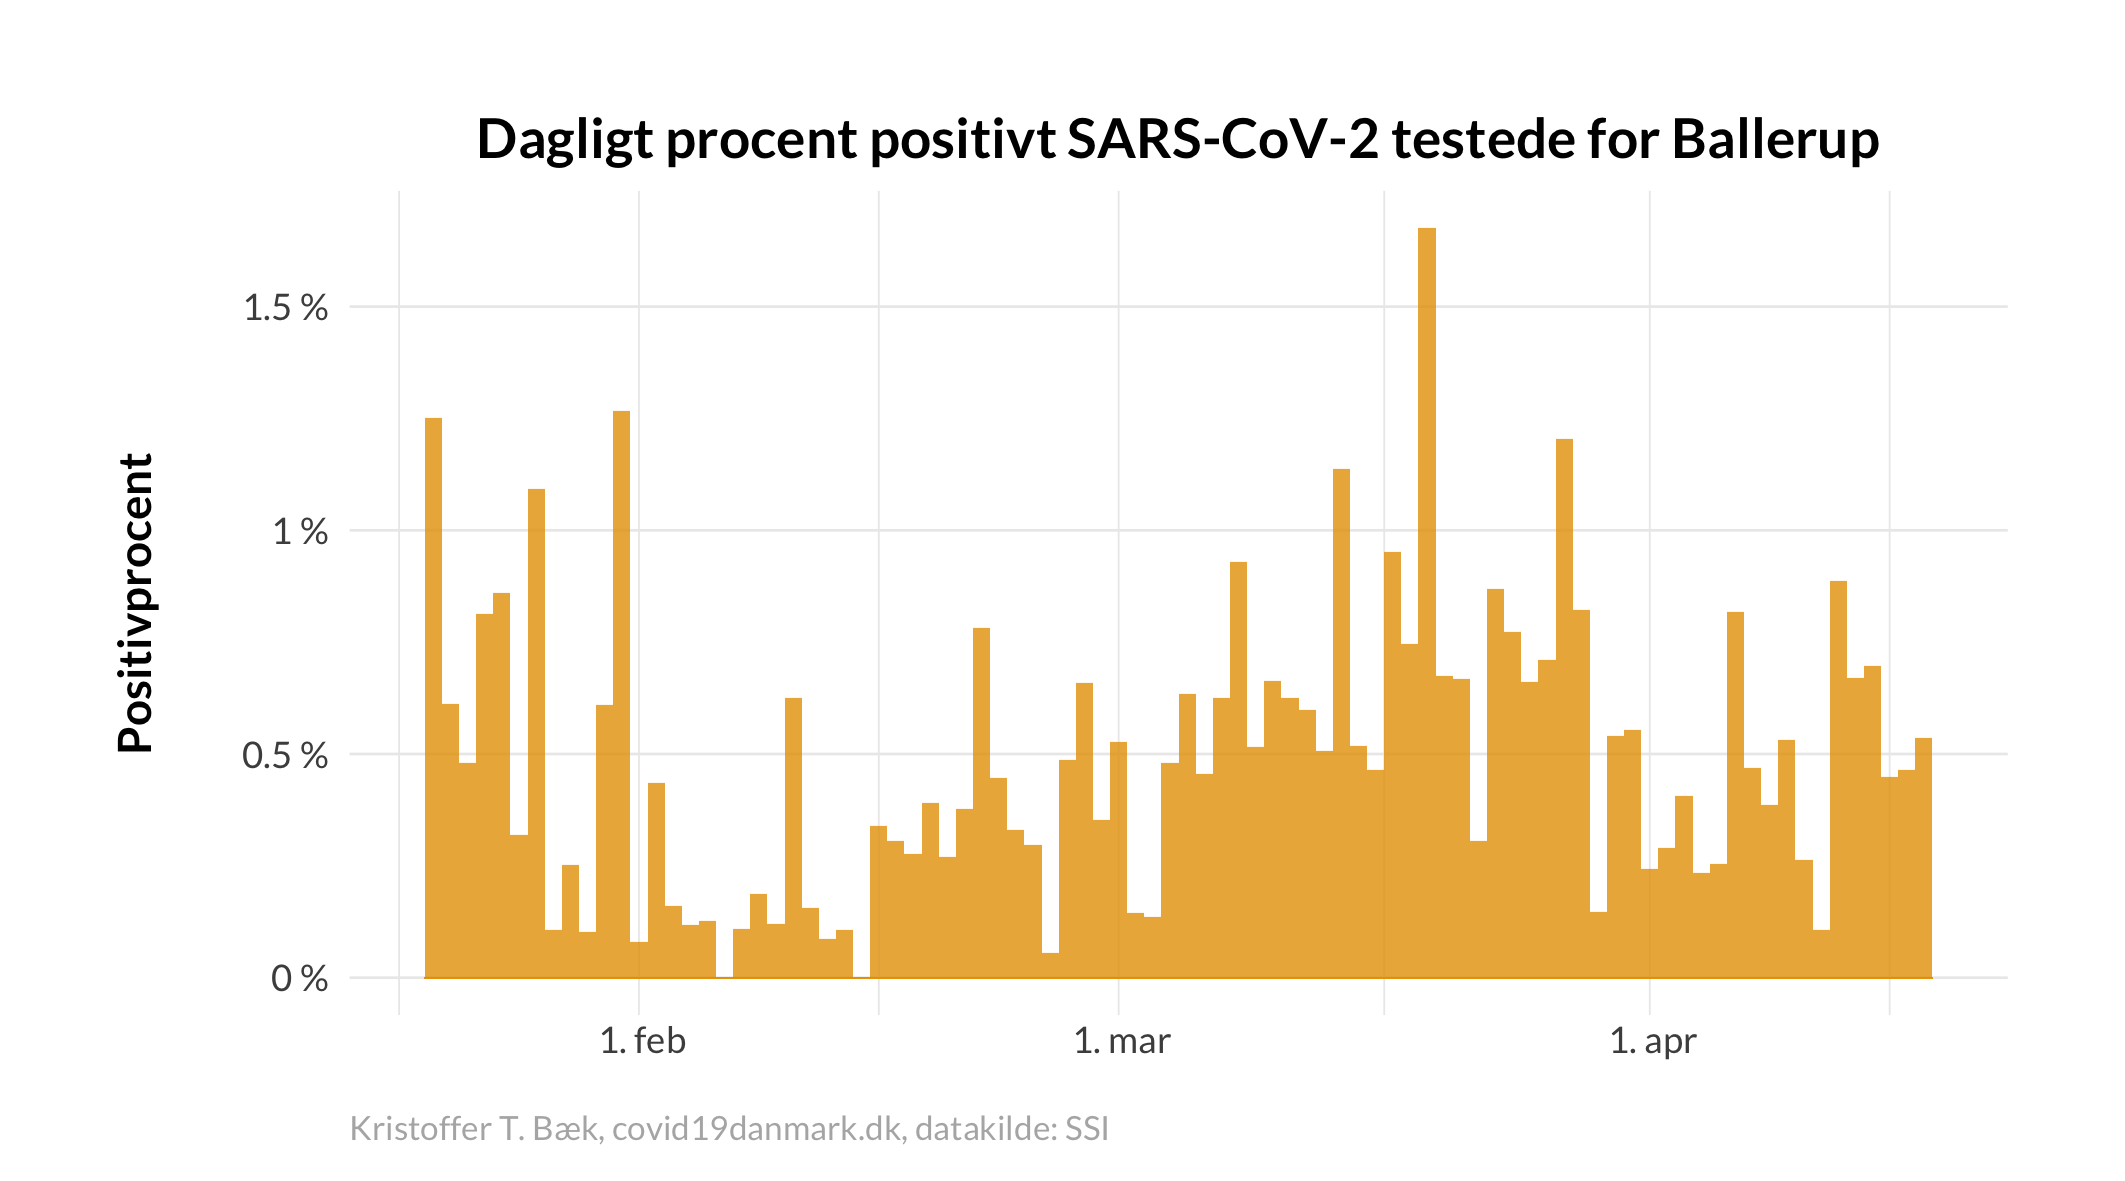 Dagligt procent positivt SARS-CoV-2 testede for Ballerup
Positivprocent
1.5 %
1 %
0.5 %
0 %
1. feb
1. mar
1. apr
Kristoffer T. Bæk, covid19danmark.dk, datakilde: SSI